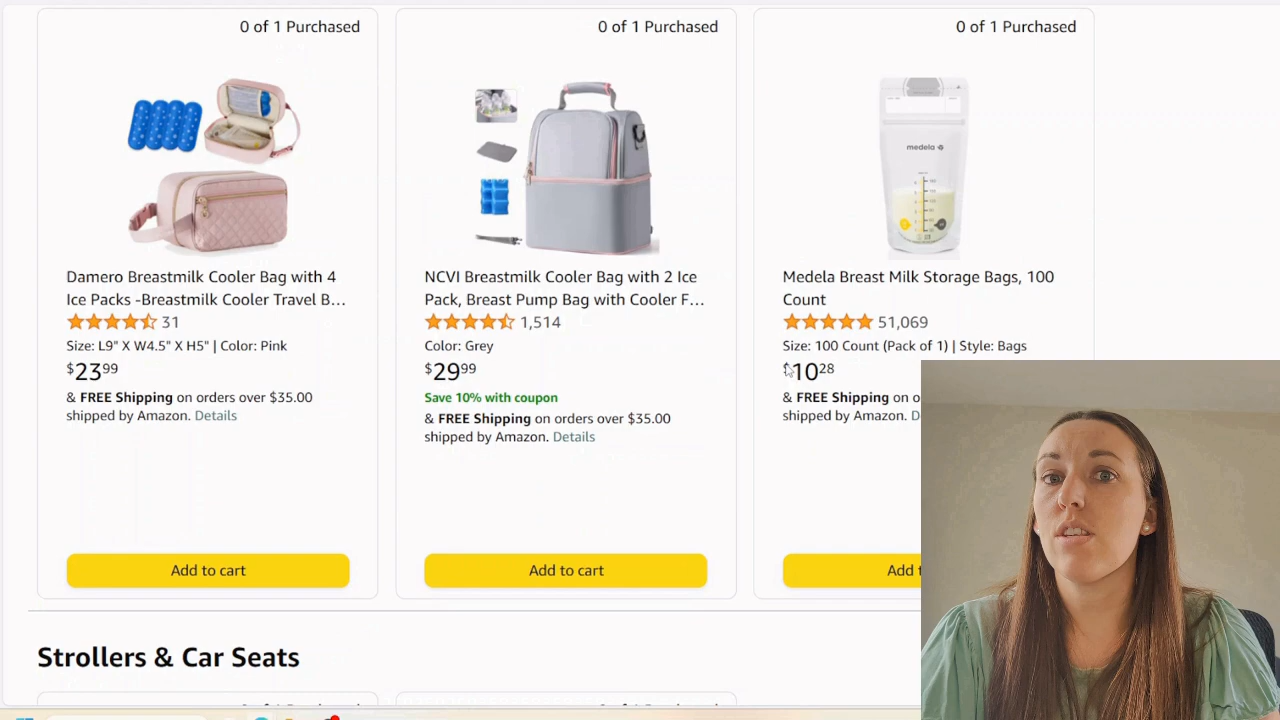 0 of 1 Purchased
0 of 1 Purchased
0 of 1 Purchased
medela
Damero Breastmilk Cooler Bag with 4
Ice Packs -Breastmilk Cooler Travel B…
31
Size: L9" X W4.5" X H5" | Color: Pink
$23.99
& FREE Shipping on orders over $35.00
shipped by Amazon. Details
Add to cart
NCVI Breastmilk Cooler Bag with 2 Ice
Pack, Breast Pump Bag with Cooler F…
1,514
Color: Grey
$29.99
Save 10% with coupon
& FREE Shipping on orders over $35.00
shipped by Amazon. Details
Add to cart
Medela Breast Milk Storage Bags, 100
Count
51,069
Size: 100 Count (Pack of 1) | Style: Bags
$10.28
& FREE Shipping on
shipped by Amazon.
Add
Strollers & Car Seats